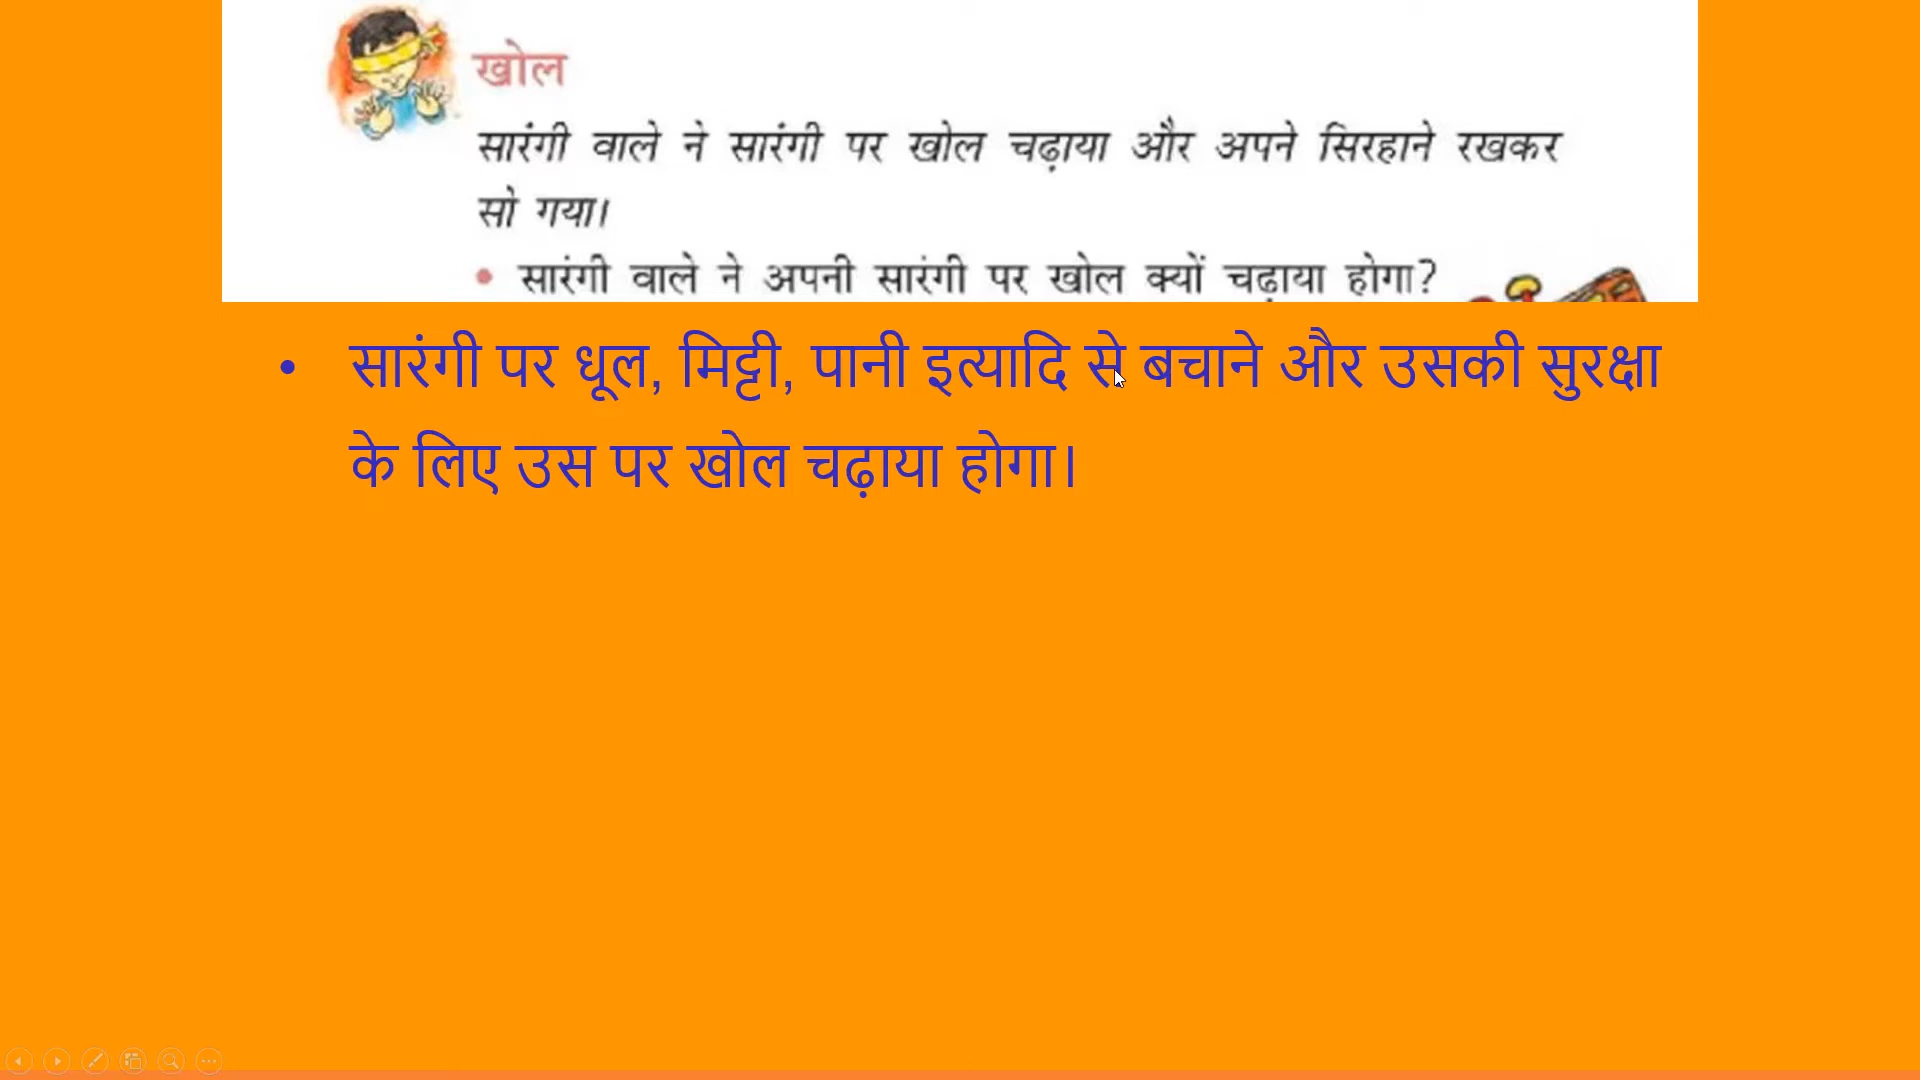 खोल
सारंगी वाले ने सारंगी पर खोल चढ़ाया और अपने सिरहाने रखकर
सो गया।
• सारंगी वाले ने अपनी सारंगी पर खोल क्यों चढ़ाया होगा?
• सारंगी पर धूल, मिट्टी, पानी इत्यादि से बचाने और उसकी सुरक्षा
के लिए उस पर खोल चढ़ाया होगा।